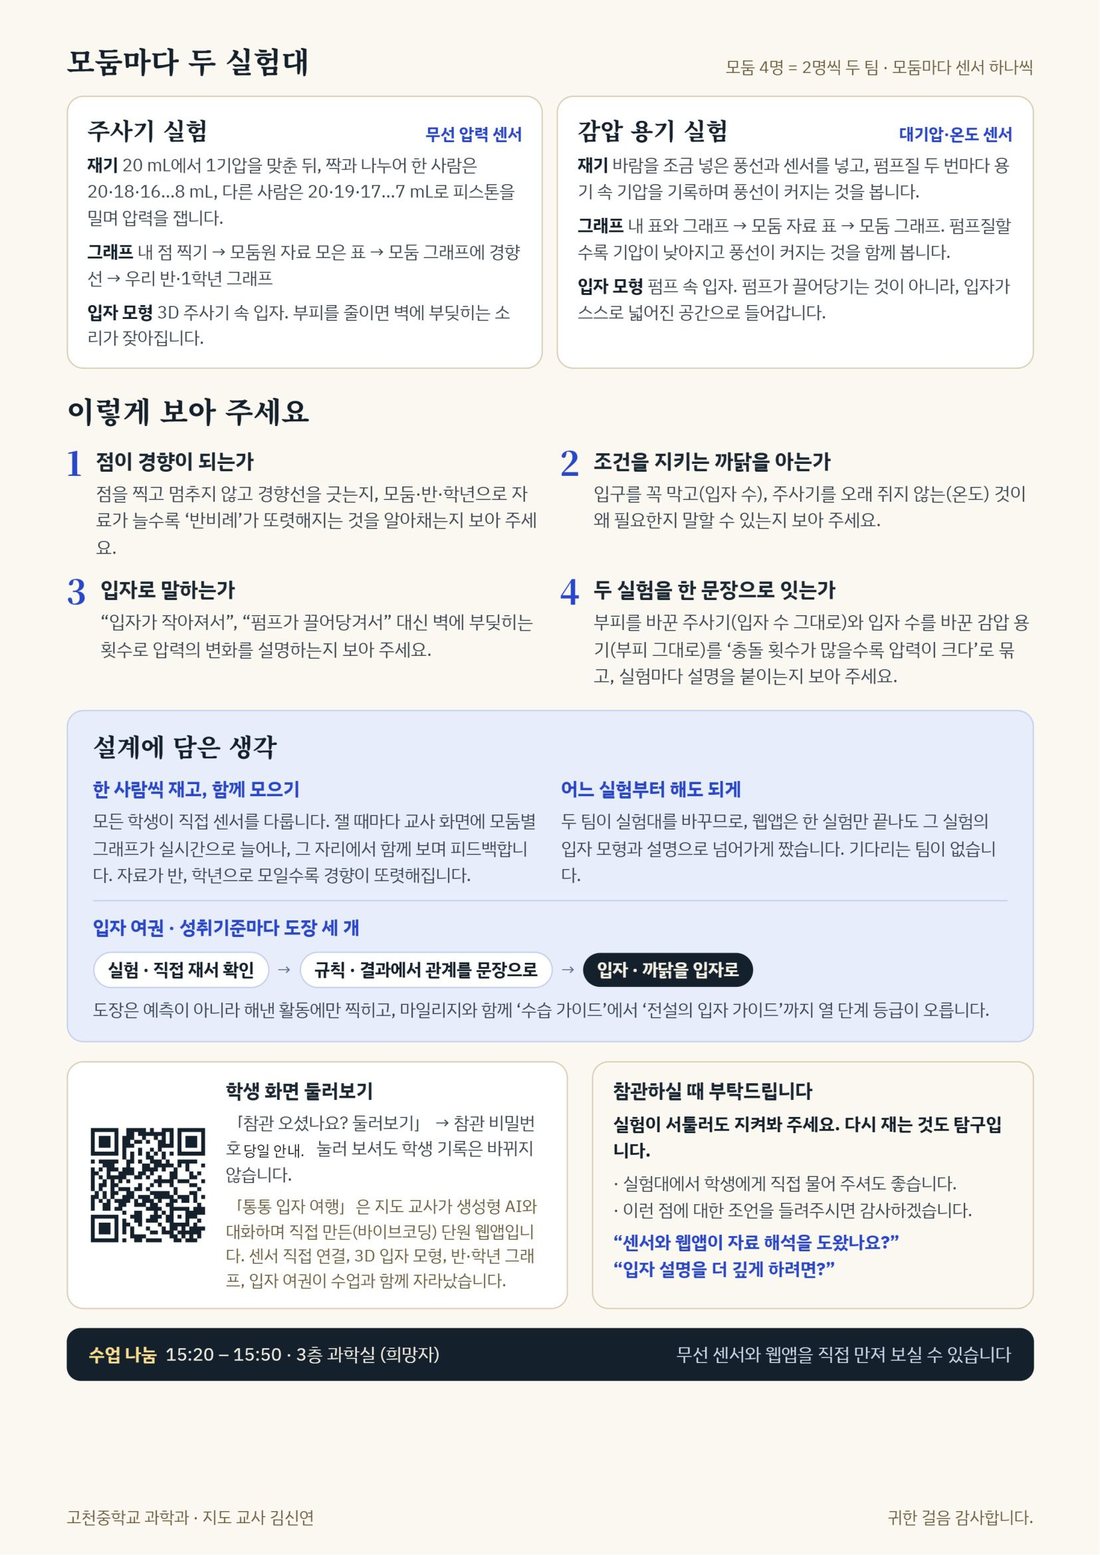 모둠마다 두 실험대
모둠 4명 = 2명씩 두 팀 · 모둠마다 센서 하나씩
주사기 실험
무선 압력 센서
재기 20 mL에서 1기압을 맞춘 뒤, 짝과 나누어 한 사람은
20·18·16…8 mL, 다른 사람은 20·19·17…7 mL로 피스톤을
밀며 압력을 잽니다.
그래프 내 점 찍기 → 모둠원 자료 모은 표 → 모둠 그래프에 경향
선 → 우리 반·1학년 그래프
입자 모형 3D 주사기 속 입자. 부피를 줄이면 벽에 부딪히는 소
리가 잦아집니다.
감압 용기 실험
대기압·온도 센서
재기 바람을 조금 넣은 풍선과 센서를 넣고, 펌프질 두 번마다 용
기 속 기압을 기록하며 풍선이 커지는 것을 봅니다.
그래프 내 표와 그래프 → 모둠 자료 표 → 모둠 그래프. 펌프질할
수록 기압이 낮아지고 풍선이 커지는 것을 함께 봅니다.
입자 모형 펌프 속 입자. 펌프가 끌어당기는 것이 아니라, 입자가
스스로 넓어진 공간으로 들어갑니다.
이렇게 보아 주세요
1 점이 경향이 되는가
점을 찍고 멈추지 않고 경향선을 긋는지, 모둠·반·학년으로 자
료가 늘수록 ‘반비례’가 또렷해지는 것을 알아채는지 보아 주세
요.
2 조건을 지키는 까닭을 아는가
입구를 꼭 막고(입자 수), 주사기를 오래 쥐지 않는(온도) 것이
왜 필요한지 말할 수 있는지 보아 주세요.
3 입자로 말하는가
“입자가 작아져서”, “펌프가 끌어당겨서” 대신 벽에 부딪히는
횟수로 압력의 변화를 설명하는지 보아 주세요.
4 두 실험을 한 문장으로 잇는가
부피를 바꾼 주사기(입자 수 그대로)와 입자 수를 바꾼 감압 용
기(부피 그대로)를 ‘충돌 횟수가 많을수록 압력이 크다’로 묶
고, 실험마다 설명을 붙이는지 보아 주세요.
설계에 담은 생각
한 사람씩 재고, 함께 모으기
모든 학생이 직접 센서를 다룹니다. 잴 때마다 교사 화면에 모둠별
그래프가 실시간으로 늘어나, 그 자리에서 함께 보며 피드백합니
다. 자료가 반, 학년으로 모일수록 경향이 또렷해집니다.
어느 실험부터 해도 되게
두 팀이 실험대를 바꾸므로, 웹앱은 한 실험만 끝나도 그 실험의
입자 모형과 설명으로 넘어가게 짰습니다. 기다리는 팀이 없습니
다.
입자 여권 · 성취기준마다 도장 세 개
실험 · 직접 재서 확인 → 규칙 · 결과에서 관계를 문장으로 → 입자 · 까닭을 입자로
도장은 예측이 아니라 해낸 활동에만 찍히고, 마일리지와 함께 ‘수습 가이드’에서 ‘전설의 입자 가이드’까지 열 단계 등급이 오릅니다.
학생 화면 둘러보기
「참관 오셨나요? 둘러보기」 → 참관 비밀번
호 당일 안내. 눌러 보셔도 학생 기록은 바뀌지
않습니다.
「통통 입자 여행」은 지도 교사가 생성형 AI와
대화하며 직접 만든(바이브코딩) 단원 웹앱입니
다. 센서 직접 연결, 3D 입자 모형, 반·학년 그래
프, 입자 여권이 수업과 함께 자라났습니다.
참관하실 때 부탁드립니다
실험이 서툴러도 지켜봐 주세요. 다시 재는 것도 탐구입
니다.
· 실험대에서 학생에게 직접 물어 주셔도 좋습니다.
· 이런 점에 대한 조언을 들려주시면 감사하겠습니다.
“센서와 웹앱이 자료 해석을 도왔나요?”
“입자 설명을 더 깊게 하려면?”
수업 나눔 15:20 – 15:50 · 3층 과학실 (희망자)
무선 센서와 웹앱을 직접 만져 보실 수 있습니다
고천중학교 과학과 · 지도 교사 김신연
귀한 걸음 감사합니다.